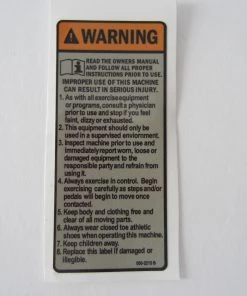 WARNING
READ THE OWNERS MANUAL
AND FOLLOW ALL PROPER
INSTRUCTIONS PRIOR TO USE.
IMPROPER USE OF THIS MACHINE
CAN RESULT IN SERIOUS INJURY.
1. As with all exercise equipment
or programs, consult a physician
prior to use and stop if you feel
faint, dizzy or exhausted.
2. This equipment should only be
used in a supervised enviornment.
3. Inspect machine prior to use and
immediately report worn, loose or
damaged equipment to the
responsible party and refrain from
using it.
4. Always exercise in control. Begin
exercising carefully as steps and/or
pedals will begin to move once
contacted.
5. Keep body and clothing free and
clear of all moving parts.
6. Always wear closed toe athletic
shoes when operating this machine.
7. Keep children away.
8. Replace this label if damaged or
illegible.